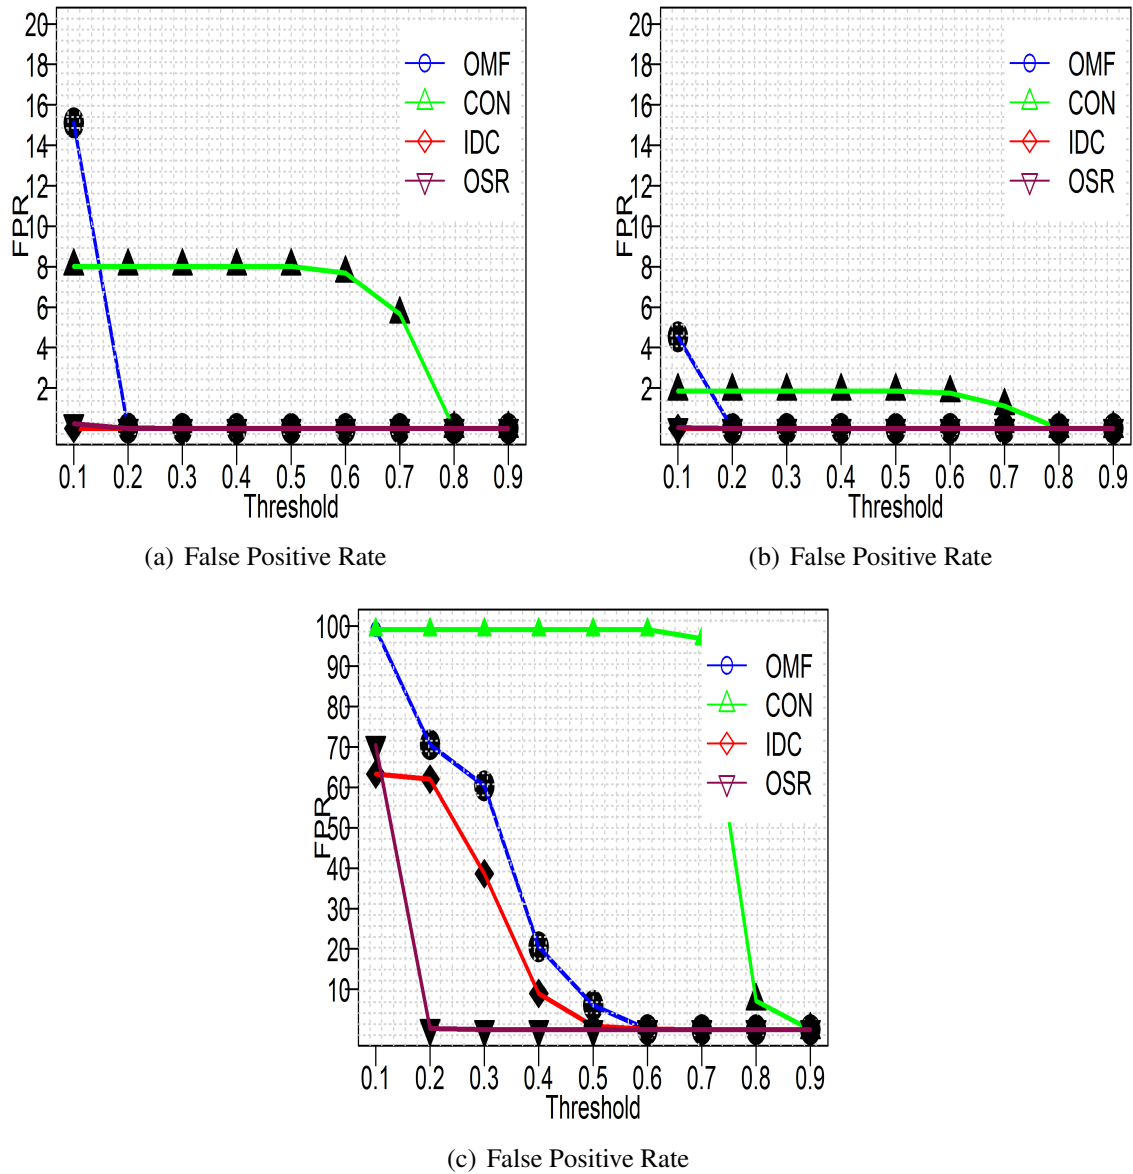 20
18
16
14
12
10
8
6
4
2
FPR
OMF
CON
IDC
OSR
0.1 0.2 0.3 0.4 0.5 0.6 0.7 0.8 0.9
Threshold
(a) False Positive Rate
20
18
16
14
12
10
8
6
4
2
FPR
OMF
CON
IDC
OSR
0.1 0.2 0.3 0.4 0.5 0.6 0.7 0.8 0.9
Threshold
(b) False Positive Rate
100
90
80
70
60
50
40
30
20
10
FPR
OMF
CON
IDC
OSR
0.1 0.2 0.3 0.4 0.5 0.6 0.7 0.8 0.9
Threshold
(c) False Positive Rate